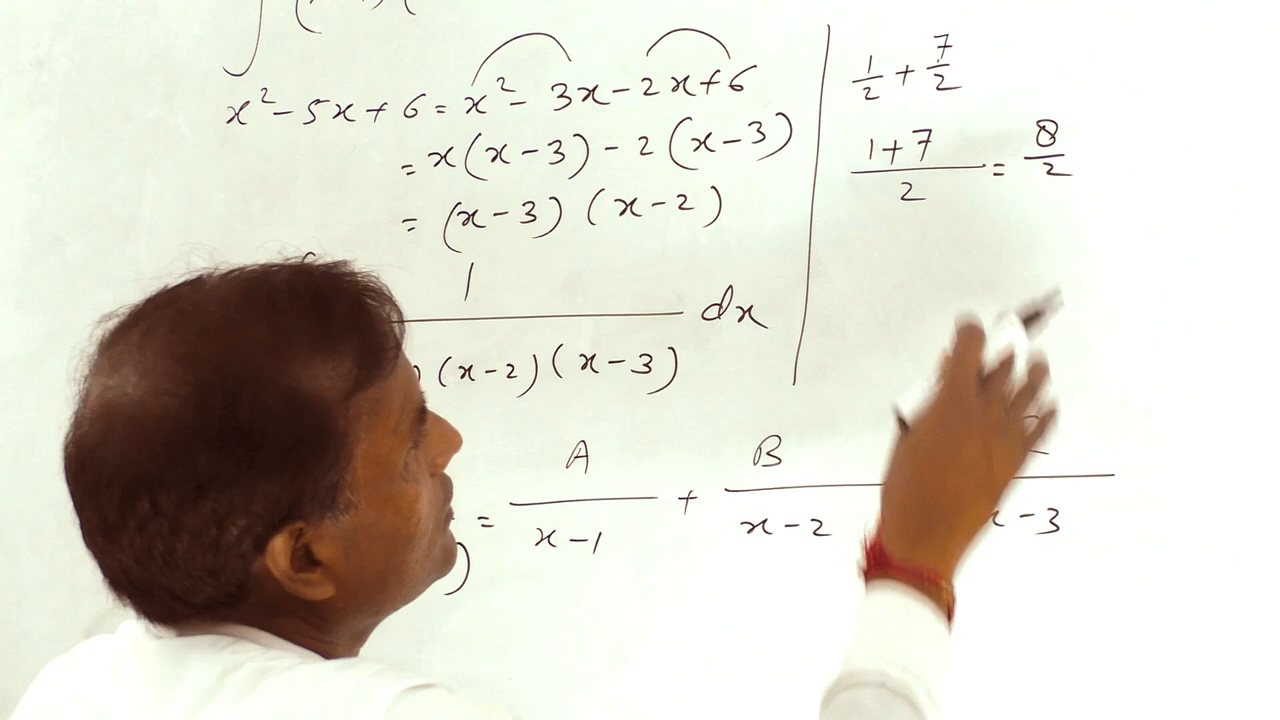 x² - 5x + 6 = x² - 3x - 2x + 6
= x(x - 3) - 2(x - 3)
= (x - 3) (x - 2)
1
dx
) (x - 2) (x - 3)
= A/(x - 1) + B/(x - 2) x - 3
)
1/2 + 7/2
(1 + 7)/2 = 8/2